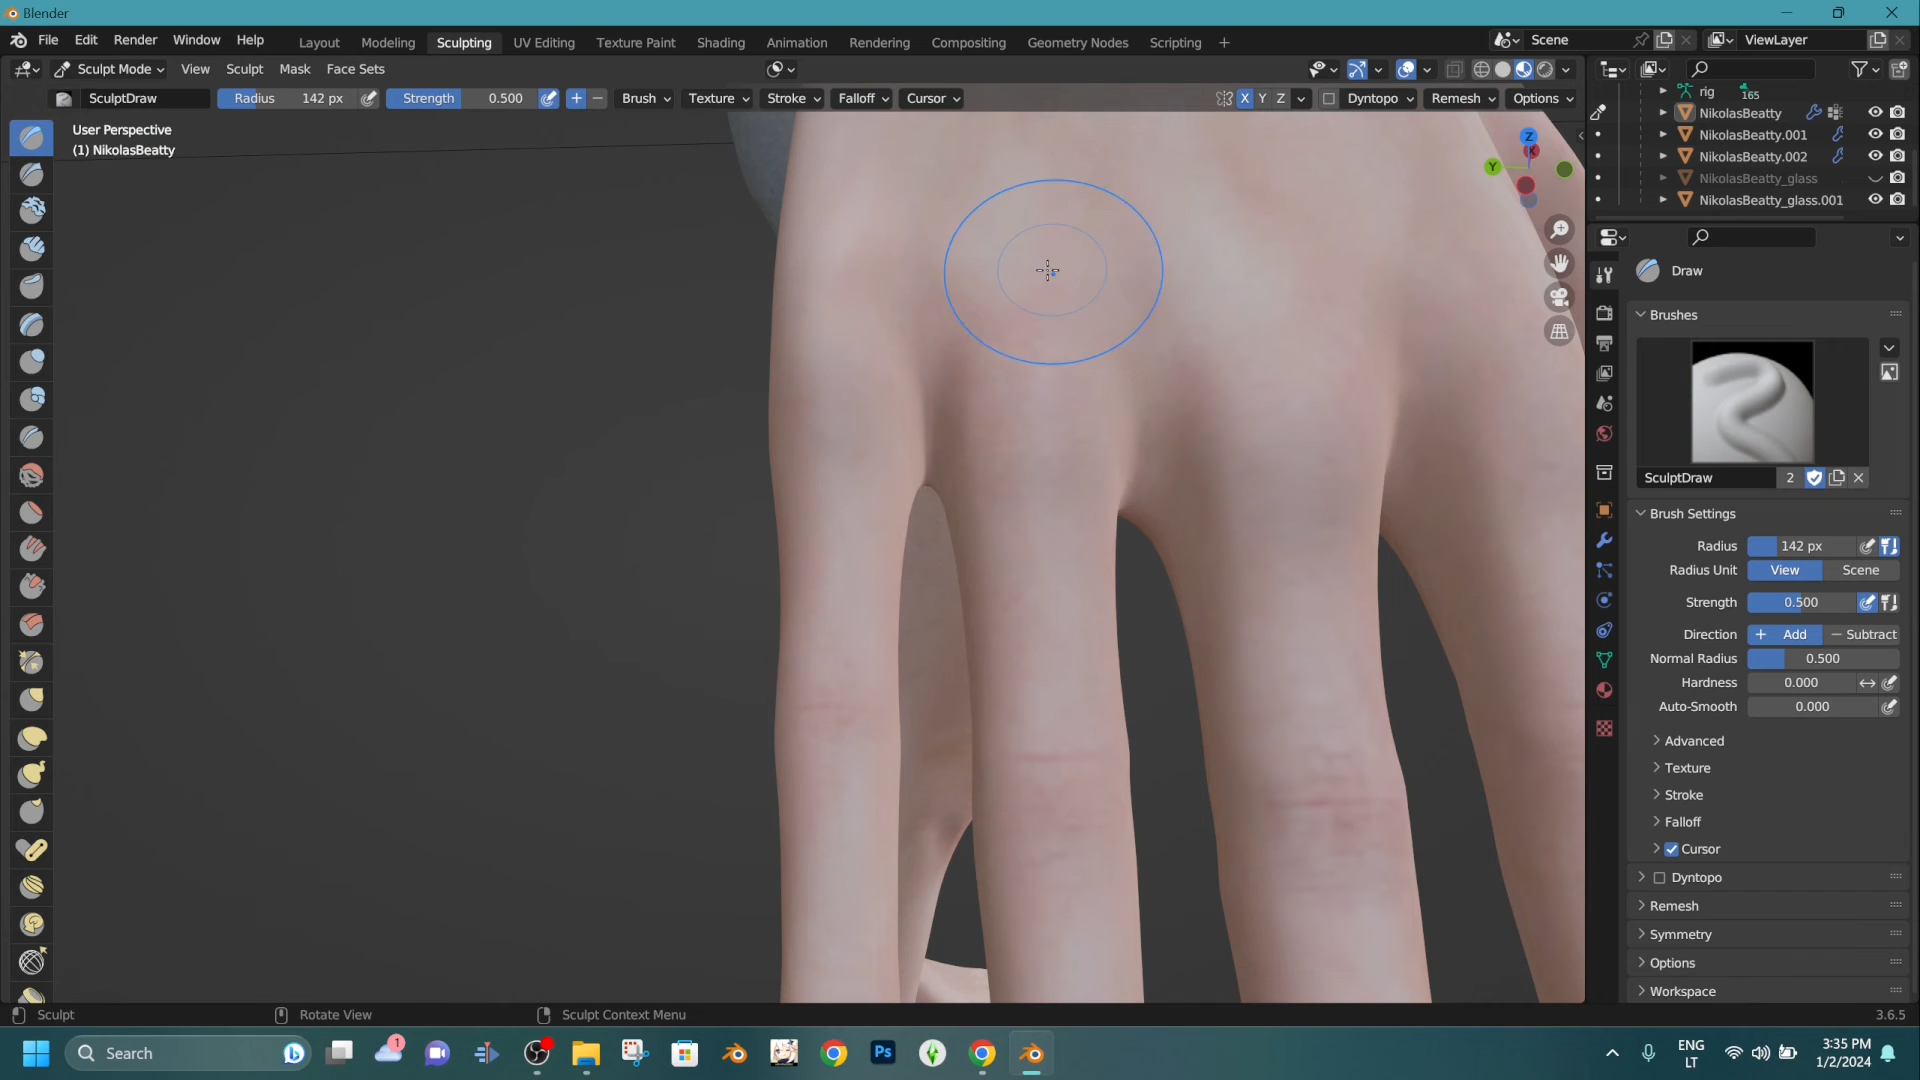 Blender
File Edit Render Window Help Layout Modeling Sculpting UV Editing Texture Paint Shading Animation Rendering Compositing Geometry Nodes Scripting + Scene ViewLayer
Sculpt Mode View Sculpt Mask Face Sets
SculptDraw Radius 142 px Strength 0.500 + − Brush Texture Stroke Falloff Cursor X Y Z Dyntopo Remesh Options
User Perspective
(1) NikolasBeatty
Z
Y
rig 165
NikolasBeatty
NikolasBeatty.001
NikolasBeatty.002
NikolasBeatty_glass
NikolasBeatty_glass.001
Draw
Brushes
SculptDraw 2
Brush Settings
Radius 142 px
Radius Unit View Scene
Strength 0.500
Direction + Add − Subtract
Normal Radius 0.500
Hardness 0.000
Auto-Smooth 0.000
Advanced
Texture
Stroke
Falloff
Cursor
Dyntopo
Remesh
Symmetry
Options
Workspace
Sculpt Rotate View Sculpt Context Menu 3.6.5
Search 1 Ps ENG LT 3:35 PM 1/2/2024